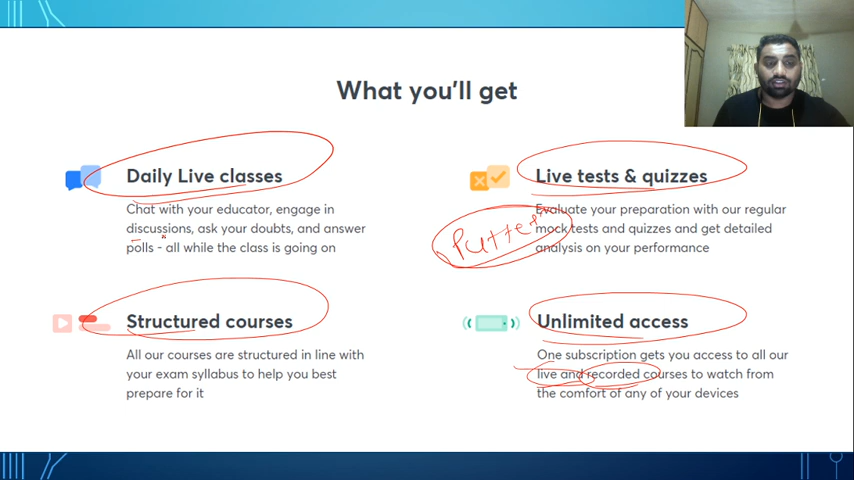 What you'll get
Daily Live classes
Chat with your educator, engage in
discussions, ask your doubts, and answer
polls - all while the class is going on
Live tests & quizzes
Evaluate your preparation with our regular
mock tests and quizzes and get detailed
analysis on your performance
Structured courses
All our courses are structured in line with
your exam syllabus to help you best
prepare for it
Unlimited access
One subscription gets you access to all our
live and recorded courses to watch from
the comfort of any of your devices